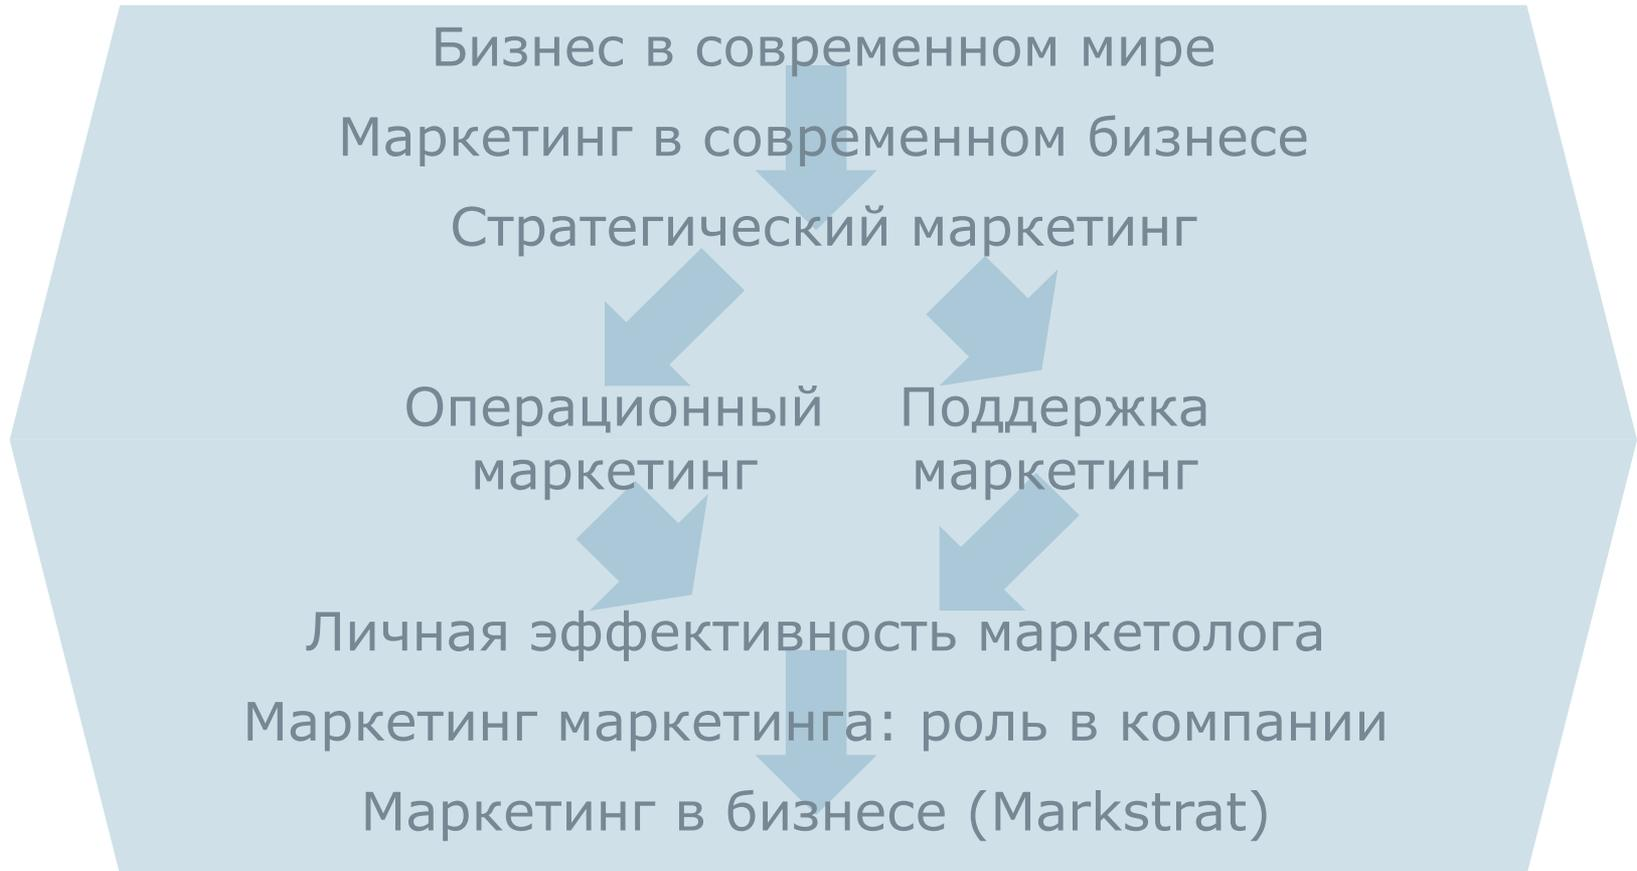 Бизнес в современном мире
Маркетинг в современном бизнесе
Стратегический маркетинг
Операционный маркетинг
Поддержка маркетинг
Личная эффективность маркетолога
Маркетинг маркетинга: роль в компании
Маркетинг в бизнесе (Markstrat)